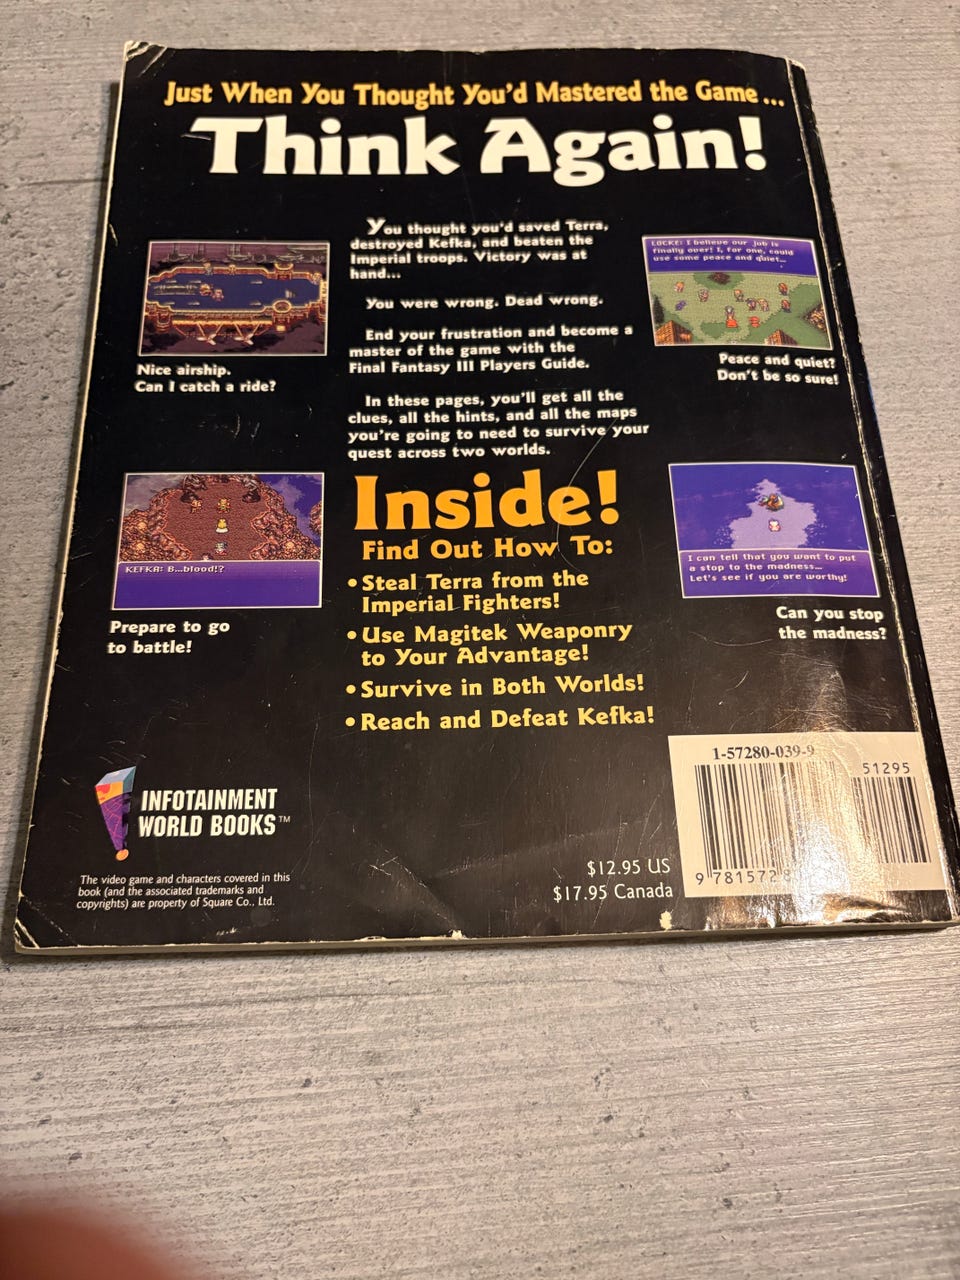 Just When You Thought You'd Mastered the Game...
Think Again!
You thought you'd saved Terra,
destroyed Kefka, and beaten the
Imperial troops. Victory was at
hand...
You were wrong. Dead wrong.
End your frustration and become a
master of the game with the
Final Fantasy III Players Guide.
In these pages, you'll get all the
clues, all the hints, and all the maps
you're going to need to survive your
quest across two worlds.
Nice airship.
Can I catch a ride?
LOCKE: I believe our job is
finally over! I, for one, could
use some peace and quiet...
Peace and quiet?
Don't be so sure!
KEFKA: B...blood!?
Prepare to go
to battle!
Inside!
Find Out How To:
• Steal Terra from the
Imperial Fighters!
• Use Magitek Weaponry
to Your Advantage!
• Survive in Both Worlds!
• Reach and Defeat Kefka!
I can tell that you want to put
a stop to the madness...
Let's see if you are worthy!
Can you stop
the madness?
INFOTAINMENT
WORLD BOOKS™
The video game and characters covered in this
book (and the associated trademarks and
copyrights) are property of Square Co., Ltd.
$12.95 US
$17.95 Canada
1-57280-039-9
51295
9 781572